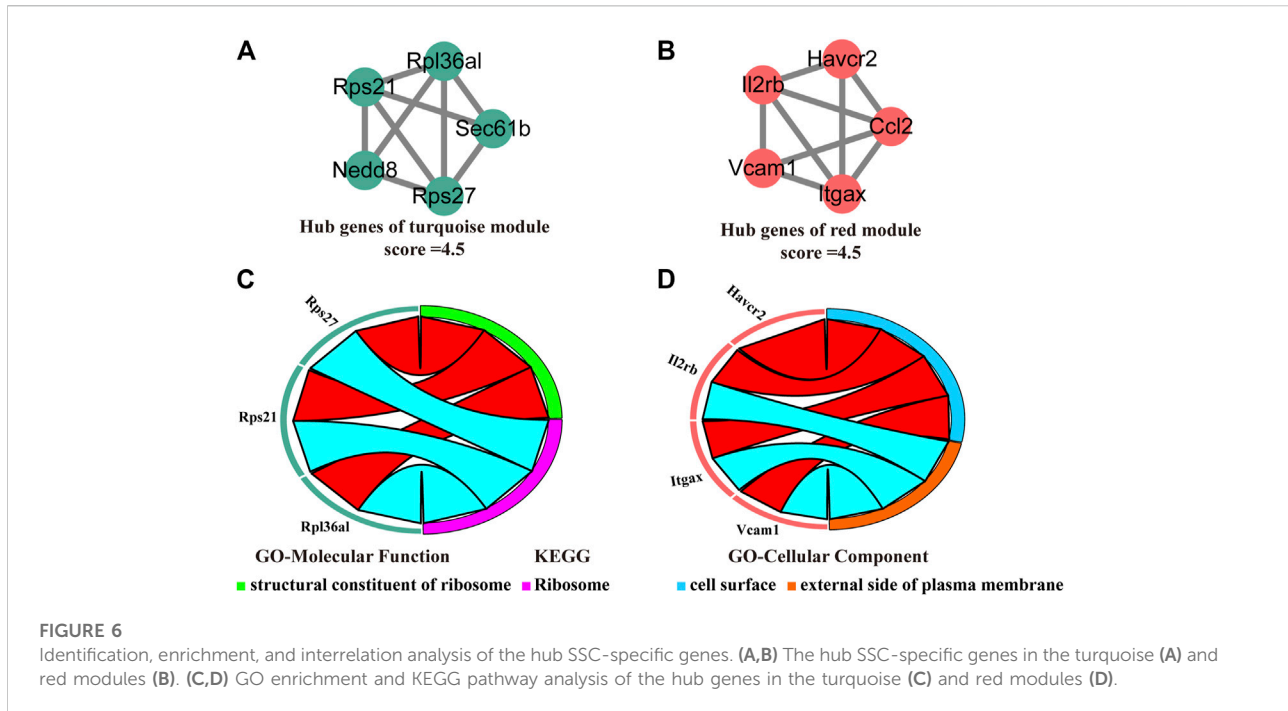 A
Rpl36al
Rps21
Sec61b
Nedd8
Rps27
Hub genes of turquoise module
score =4.5
B
Havcr2
Il2rb
Ccl2
Vcam1
Itgax
Hub genes of red module
score =4.5
C
Rps27
Rps21
Rpl36al
GO-Molecular Function KEGG
structural constituent of ribosome Ribosome
D
Havcr2
Il2rb
Itgax
Vcam1
GO-Cellular Component
cell surface external side of plasma membrane
FIGURE 6
Identification, enrichment, and interrelation analysis of the hub SSC-specific genes. (A,B) The hub SSC-specific genes in the turquoise (A) and
red modules (B). (C,D) GO enrichment and KEGG pathway analysis of the hub genes in the turquoise (C) and red modules (D).